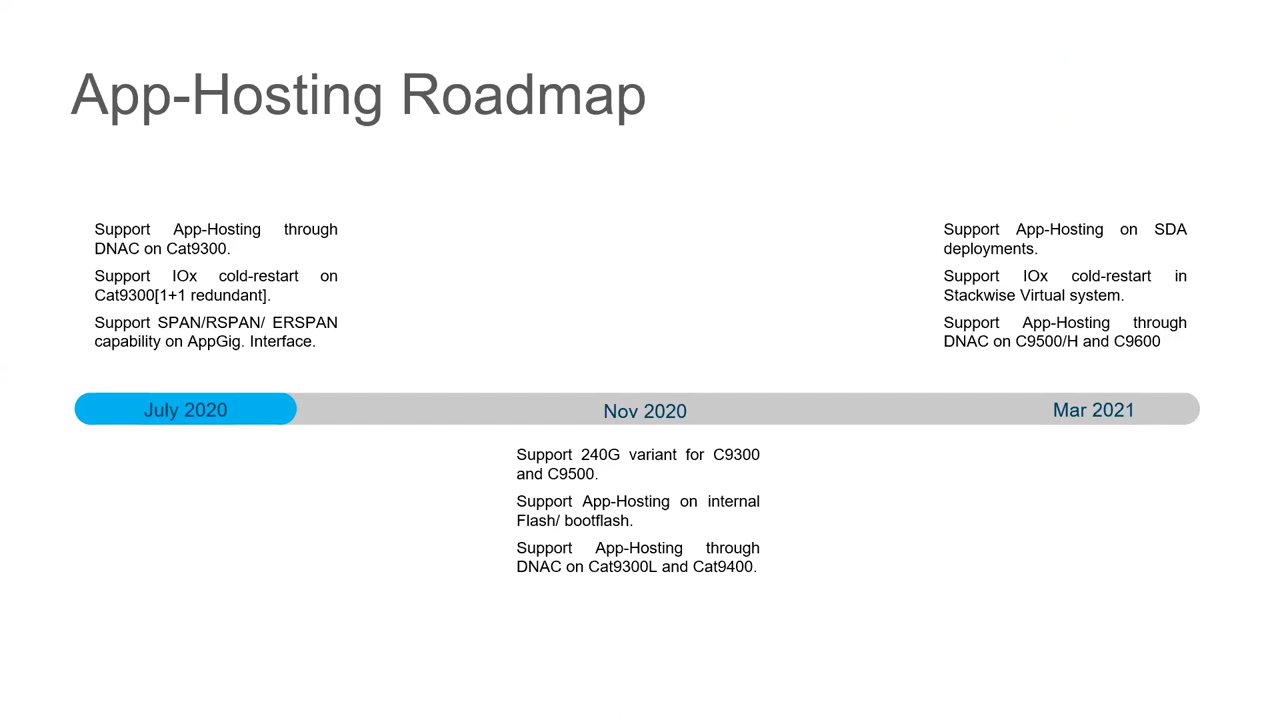 App-Hosting Roadmap
Support App-Hosting through
DNAC on Cat9300.
Support IOx cold-restart on
Cat9300[1+1 redundant].
Support SPAN/RSPAN/ ERSPAN
capability on AppGig. Interface.
Support App-Hosting on SDA
deployments.
Support IOx cold-restart in
Stackwise Virtual system.
Support App-Hosting through
DNAC on C9500/H and C9600
July 2020
Nov 2020
Mar 2021
Support 240G variant for C9300
and C9500.
Support App-Hosting on internal
Flash/ bootflash.
Support App-Hosting through
DNAC on Cat9300L and Cat9400.